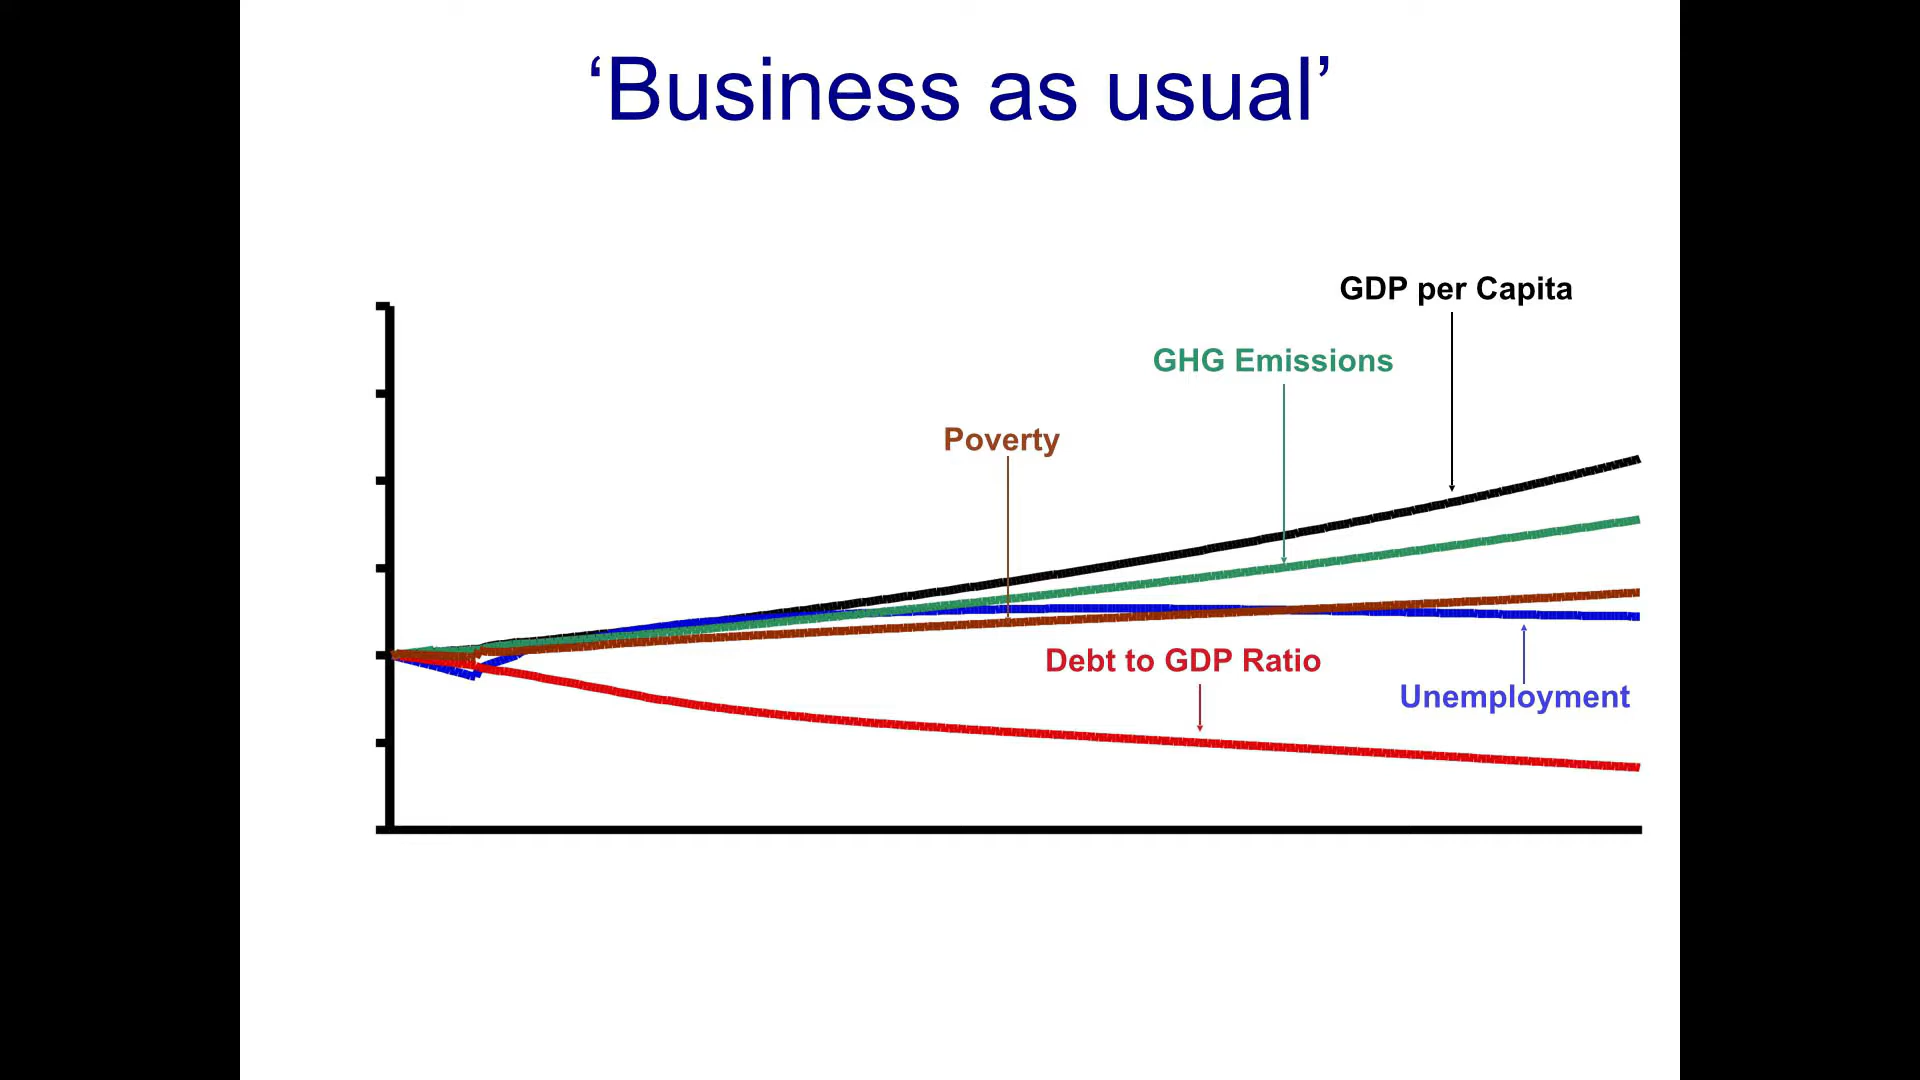 ‘Business as usual’
GDP per Capita
GHG Emissions
Poverty
Debt to GDP Ratio
Unemployment